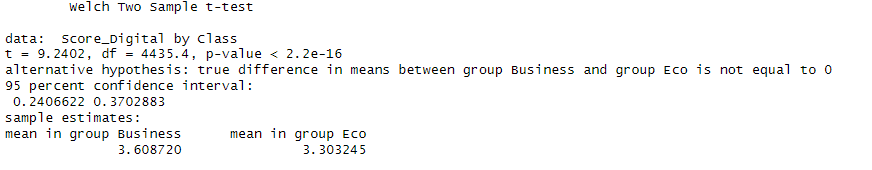 Welch Two Sample t-test
data:  Score_Digital by Class
t = 9.2402, df = 4435.4, p-value < 2.2e-16
alternative hypothesis: true difference in means between group Business and group Eco is not equal to 0
95 percent confidence interval:
 0.2406622 0.3702883
sample estimates:
mean in group Business      mean in group Eco
              3.608720               3.303245